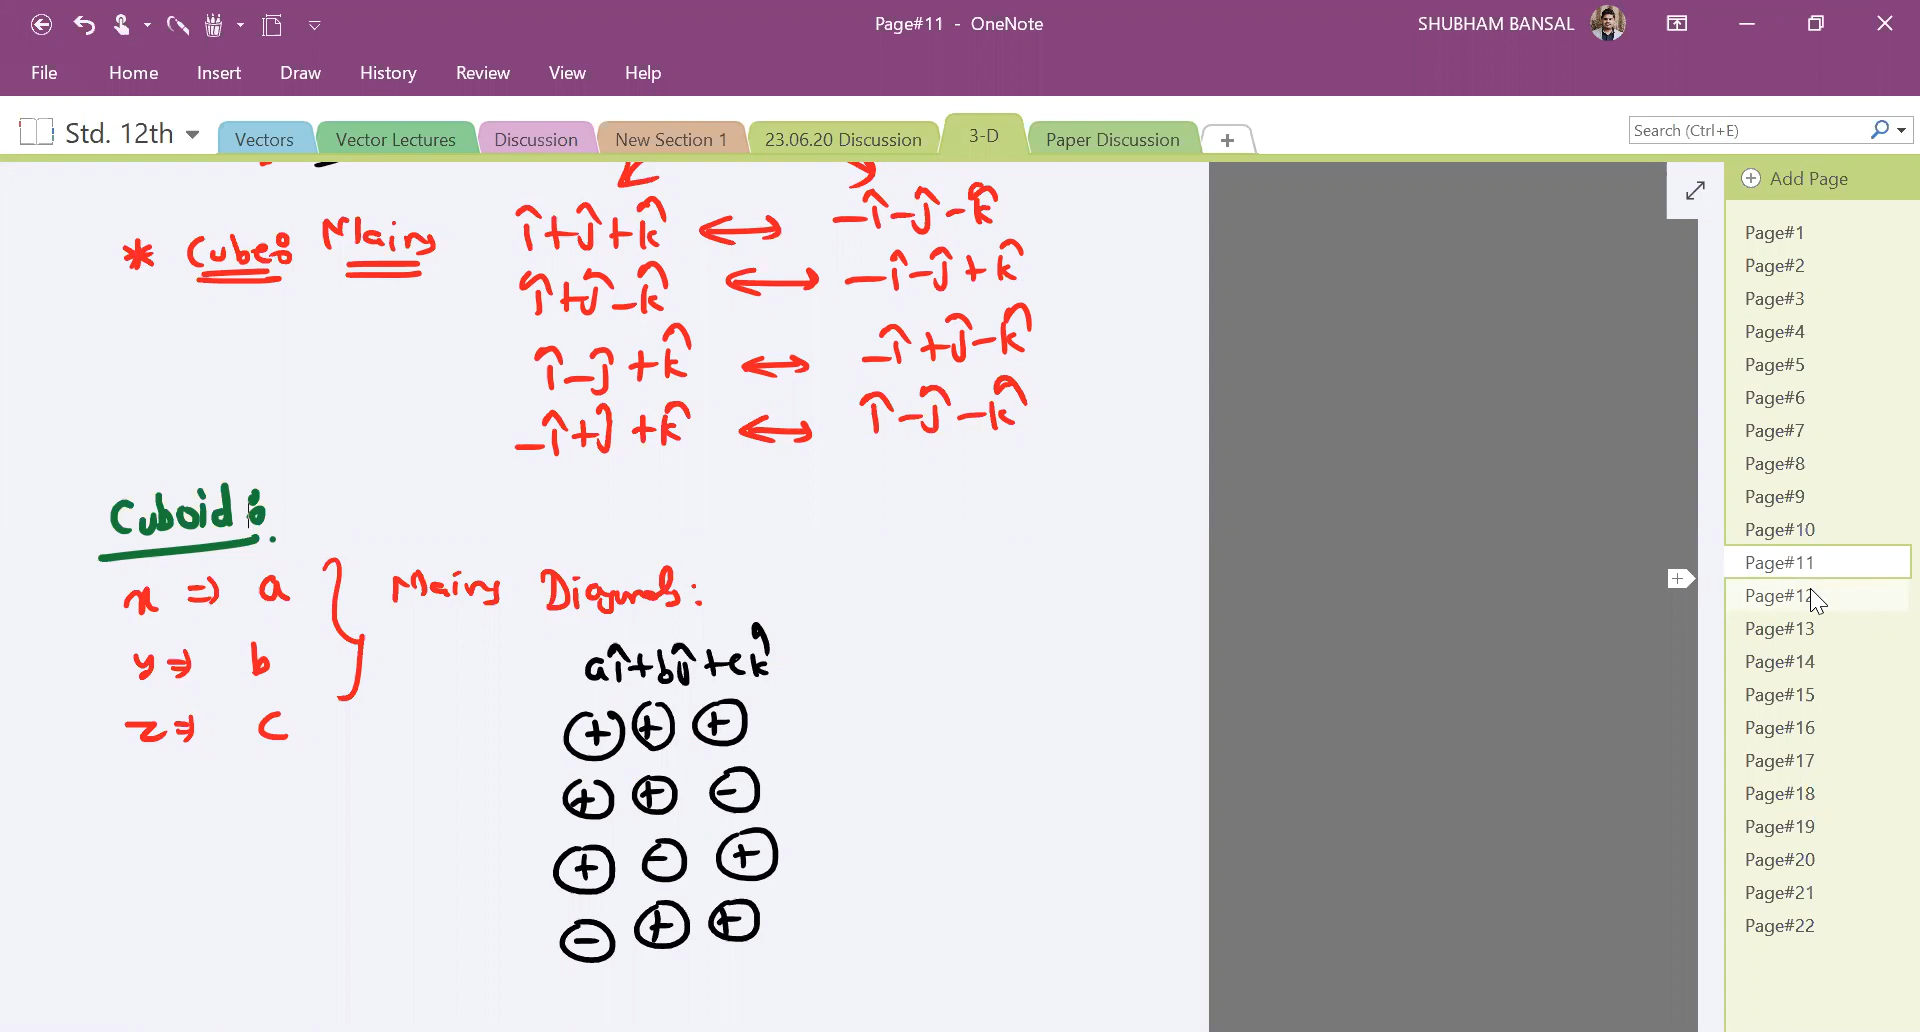 Page#11 - OneNote
SHUBHAM BANSAL
File Home Insert Draw History Review View Help
Std. 12th
Vectors
Vector Lectures
Discussion
New Section 1
23.06.20 Discussion
3-D
Paper Discussion
+
Search (Ctrl+E)
* Cube: Mains
î+ĵ+k̂ ↔ -î-ĵ-k̂
î+ĵ-k̂ ↔ -î-ĵ+k̂
î-ĵ+k̂ ↔ -î+ĵ-k̂
-î+ĵ+k̂ ↔ î-ĵ-k̂
Cuboid:
x ⇒ a
y ⇒ b
z ⇒ c
Mains Diagonals:
aî+bĵ+ck̂
+ + +
+ + -
+ - +
- + +
Add Page
Page#1
Page#2
Page#3
Page#4
Page#5
Page#6
Page#7
Page#8
Page#9
Page#10
Page#11
Page#12
Page#13
Page#14
Page#15
Page#16
Page#17
Page#18
Page#19
Page#20
Page#21
Page#22